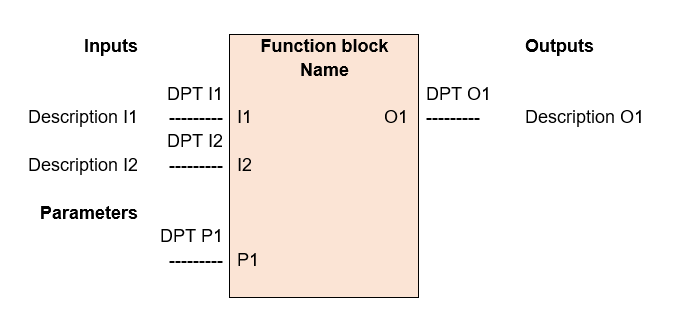 Inputs
Function block
Name
Outputs
DPT I1
DPT O1
Description I1 --------- I1
O1 --------- Description O1
DPT I2
Description I2 --------- I2
Parameters
DPT P1
--------- P1